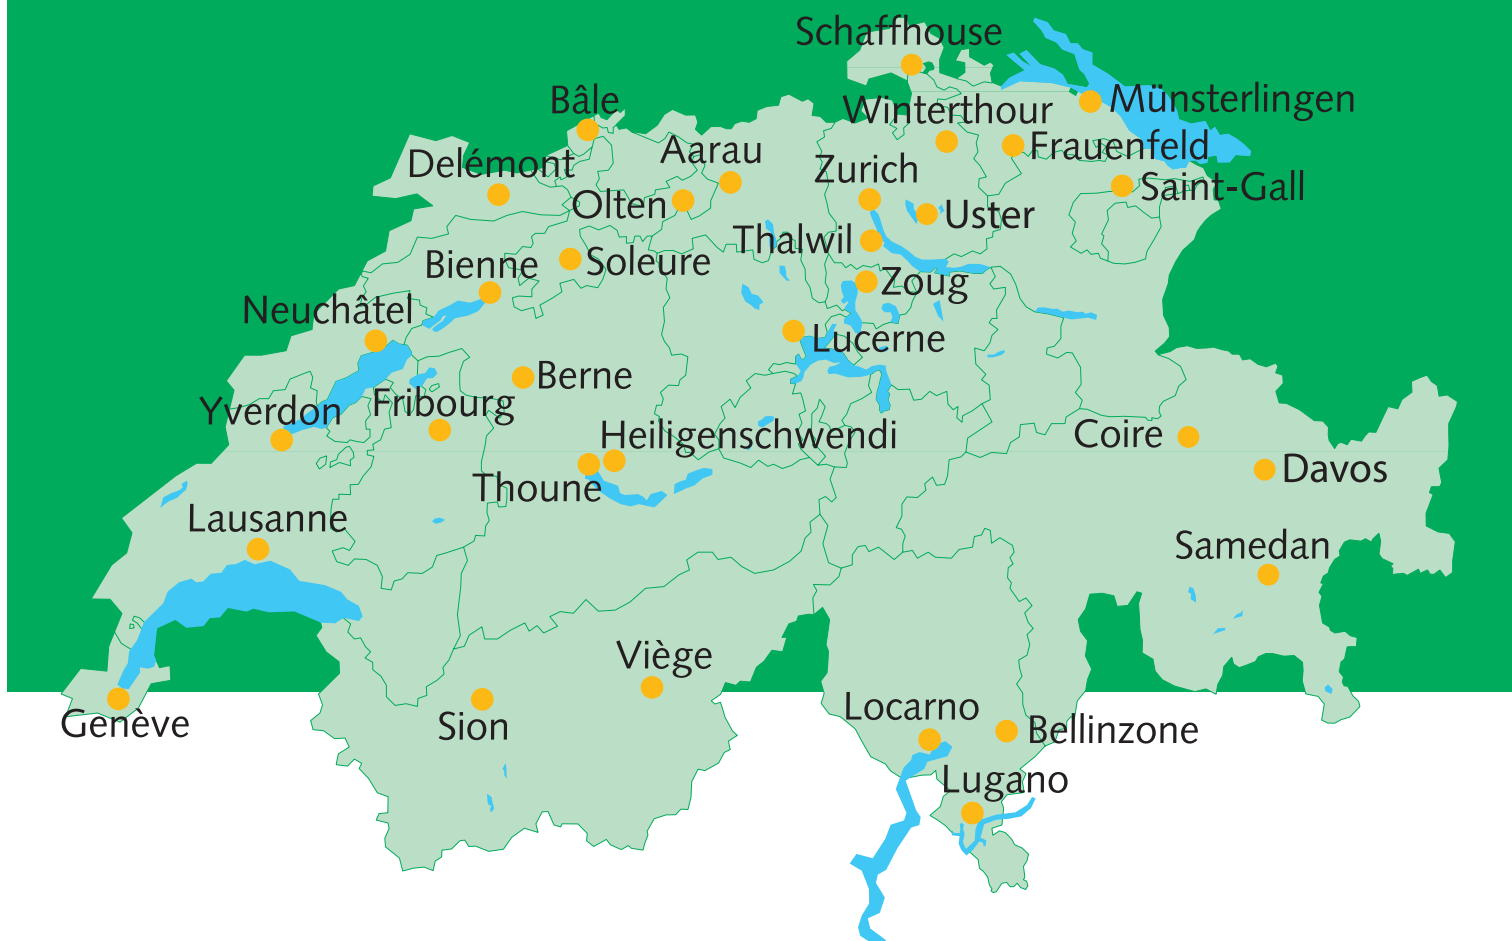 Schaffhouse
Bâle
Winterthour
Münsterlingen
Delémont
Aarau
Zurich
Frauenfeld
Olten
Uster
Saint-Gall
Thalwil
Bienne
Soleure
Zoug
Neuchâtel
Lucerne
Berne
Yverdon
Fribourg
Heiligenschwendi
Coire
Davos
Thoune
Lausanne
Samedan
Viège
Genève
Sion
Locarno
Bellinzone
Lugano